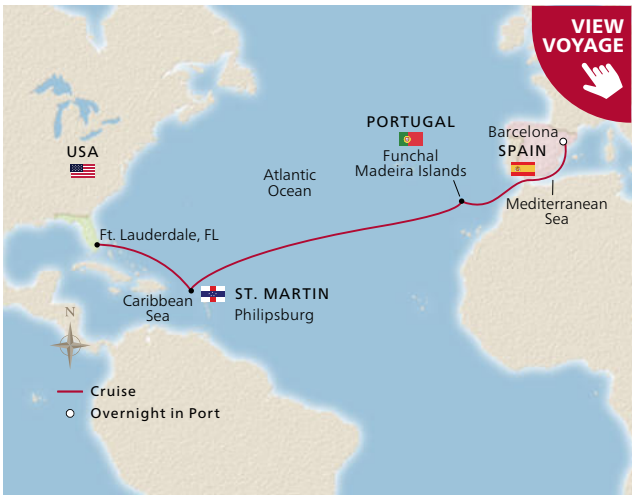 VIEW
VOYAGE
PORTUGAL
Funchal
Madeira Islands
Barcelona
SPAIN
USA
Atlantic
Ocean
Mediterranean
Sea
Ft. Lauderdale, FL
ST. MARTIN
Philipsburg
Caribbean
Sea
N
Cruise
Overnight in Port